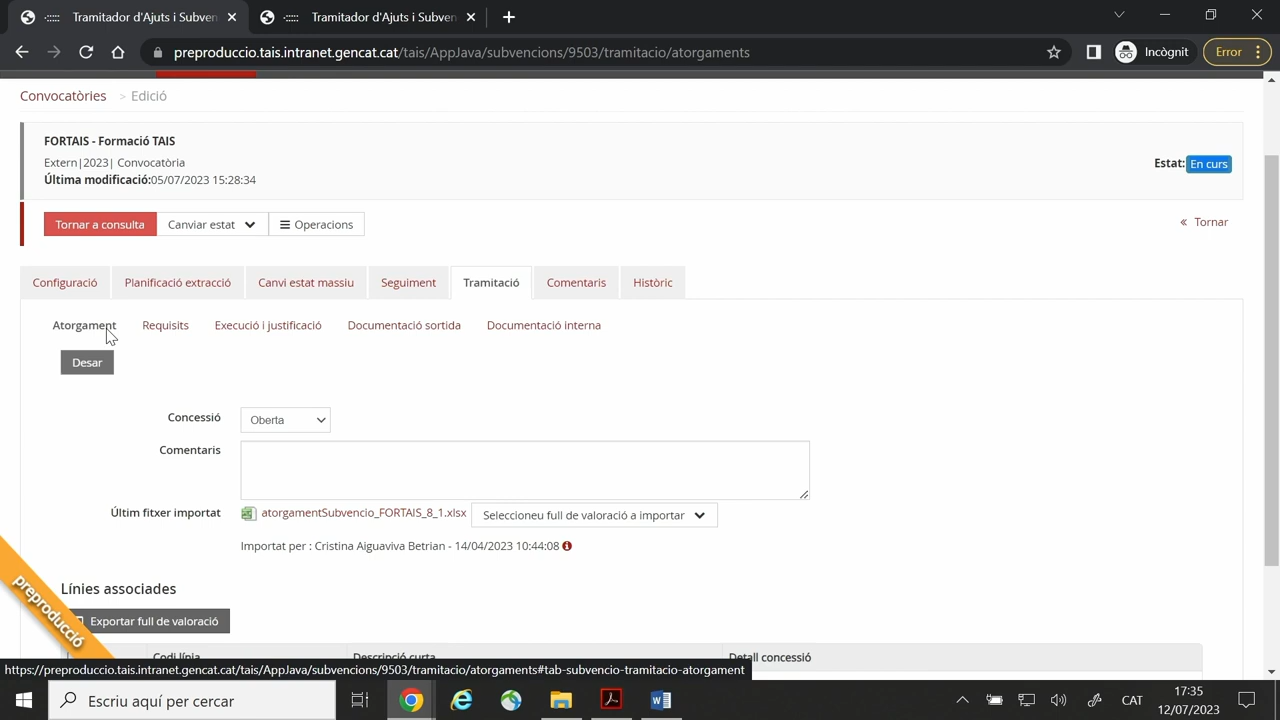 Tramitador d'Ajuts i Subven
Tramitador d'Ajuts i Subven
preproduccio.tais.intranet.gencat.cat/tais/AppJava/subvencions/9503/tramitacio/atorgaments
Incògnit
Error
Convocatòries > Edició
FORTAIS - Formació TAIS
Extern|2023| Convocatòria
Última modificació:05/07/2023 15:28:34
Estat: En curs
Tornar a consulta
Canviar estat
Operacions
« Tornar
Configuració
Planificació extracció
Canvi estat massiu
Seguiment
Tramitació
Comentaris
Històric
Atorgament
Requisits
Execució i justificació
Documentació sortida
Documentació interna
Desar
Concessió
Oberta
Comentaris
Últim fitxer importat
atorgamentSubvencio_FORTAIS_8_1.xlsx
Seleccioneu full de valoració a importar
Importat per : Cristina Aiguaviva Betrian - 14/04/2023 10:44:08
Línies associades
Exportar full de valoració
preproducció
Codi línia
Descripció curta
Detall concessió
https://preproduccio.tais.intranet.gencat.cat/tais/AppJava/subvencions/9503/tramitacio/atorgaments#tab-subvencio-tramitacio-atorgament
Escriu aquí per cercar
CAT
17:35
12/07/2023